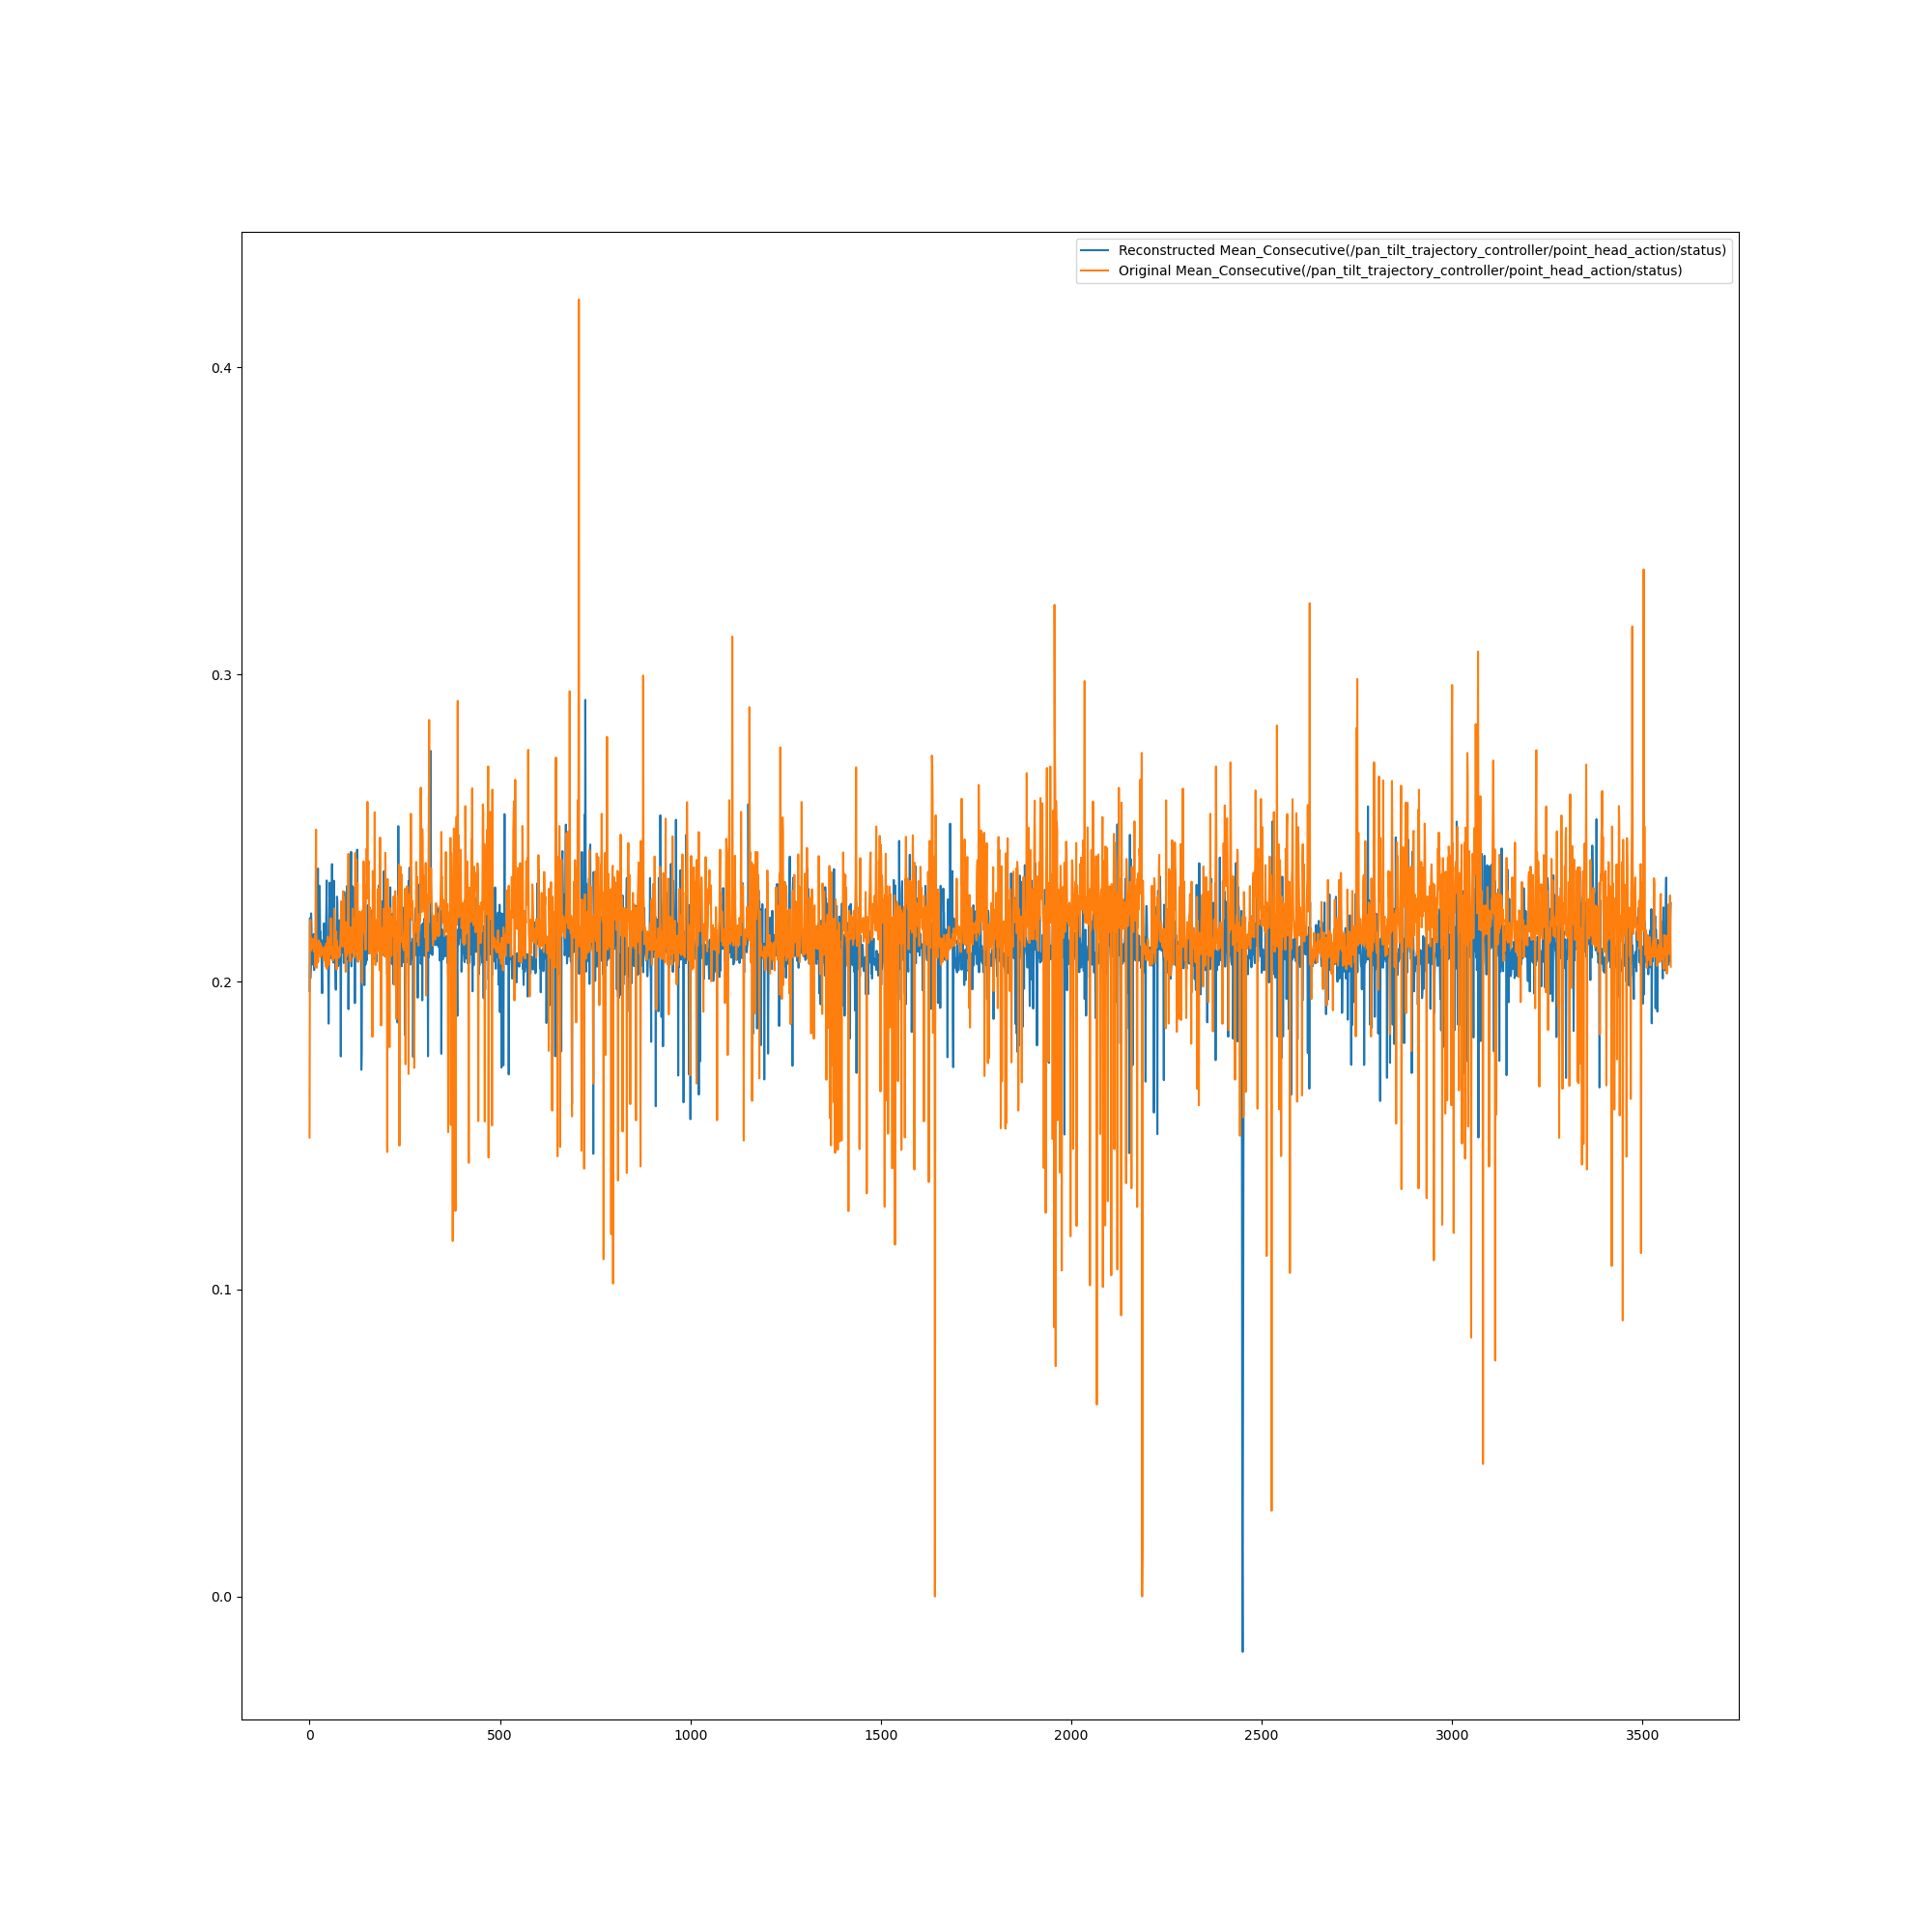 Reconstructed Mean_Consecutive(/pan_tilt_trajectory_controller/point_head_action/status)
Original Mean_Consecutive(/pan_tilt_trajectory_controller/point_head_action/status)
0.4
0.3
0.2
0.1
0.0
0 500 1000 1500 2000 2500 3000 3500